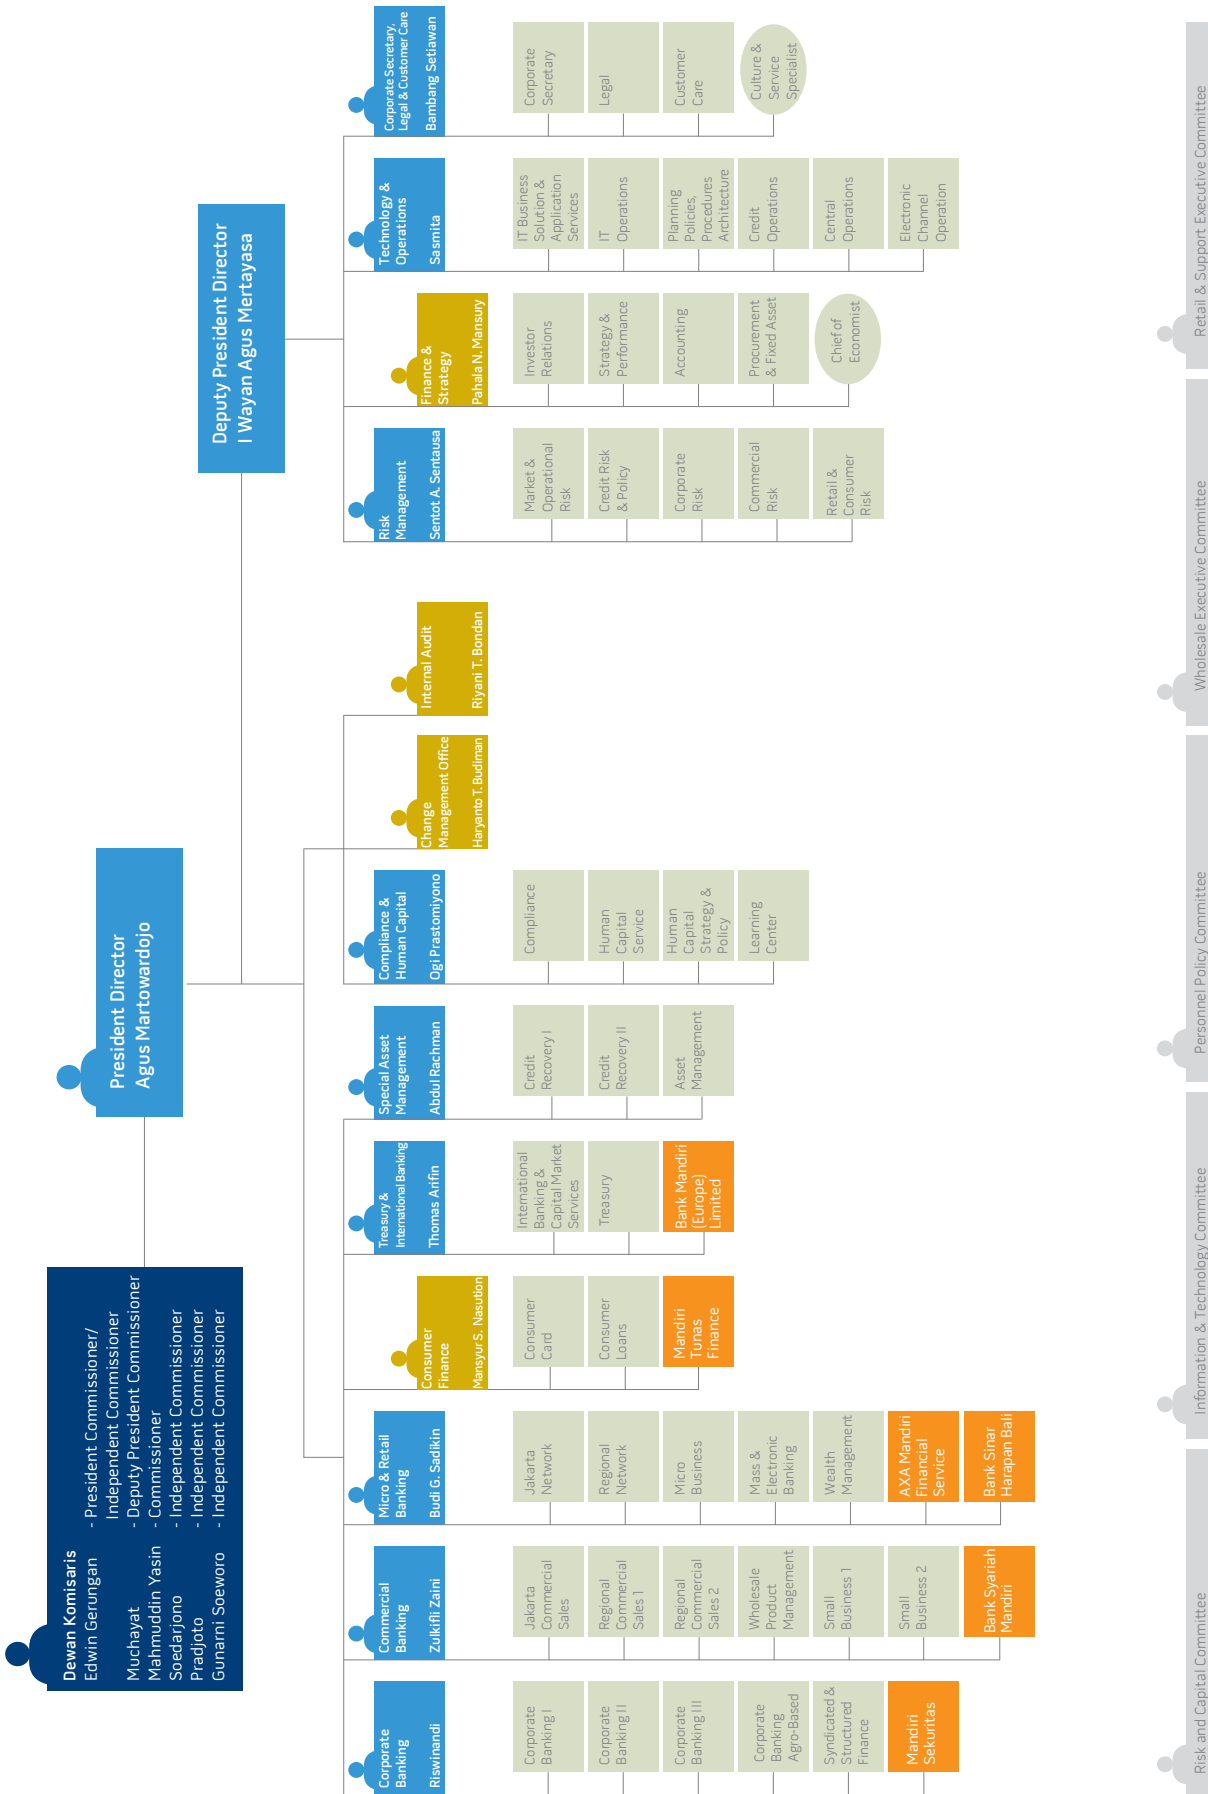 Dewan Komisaris
Edwin Gerungan - President Commissioner/
Independent Commissioner
Muchayat - Deputy President Commissioner
Mahmuddin Yasin - Commissioner
Soedarjono - Independent Commissioner
Pradjoto - Independent Commissioner
Gunarni Soeworo - Independent Commissioner
President Director
Agus Martowardojo
Deputy President Director
I Wayan Agus Mertayasa
Corporate
Banking
Riswinandi
Corporate
Banking I
Corporate
Banking II
Corporate
Banking III
Corporate
Banking
Agro-Based
Syndicated &
Structured
Finance
Mandiri
Sekuritas
Commercial
Banking
Zulkifli Zaini
Jakarta
Commercial
Sales
Regional
Commercial
Sales 1
Regional
Commercial
Sales 2
Wholesale
Product
Management
Small
Business 1
Small
Business 2
Bank Syariah
Mandiri
Micro & Retail
Banking
Budi G. Sadikin
Jakarta
Network
Regional
Network
Micro
Business
Mass &
Electronic
Banking
Wealth
Management
AXA Mandiri
Financial
Service
Bank Sinar
Harapan Bali
Consumer
Finance
Mansyur S. Nasution
Consumer
Card
Consumer
Loans
Mandiri
Tunas
Finance
Treasury &
International Banking
Thomas Arifin
International
Banking &
Capital Market
Services
Treasury
Bank Mandiri
(Europe)
Limited
Special Asset
Management
Abdul Rachman
Credit
Recovery I
Credit
Recovery II
Asset
Management
Compliance &
Human Capital
Ogi Prastomiyono
Compliance
Human
Capital
Service
Human
Capital
Strategy &
Policy
Learning
Center
Change
Management Office
Haryanto T. Budiman
Internal Audit
Riyani T. Bondan
Risk
Management
Sentot A. Sentausa
Market &
Operational
Risk
Credit Risk
& Policy
Corporate
Risk
Commercial
Risk
Retail &
Consumer
Risk
Finance &
Strategy
Pahala N. Mansury
Investor
Relations
Strategy &
Performance
Accounting
Procurement
& Fixed Asset
Chief of
Economist
Technology &
Operations
Sasmita
IT Business
Solution &
Application
Services
IT
Operations
Planning
Policies,
Procedures
Architecture
Credit
Operations
Central
Operations
Electronic
Channel
Operation
Corporate Secretary,
Legal & Customer Care
Bambang Setiawan
Corporate
Secretary
Legal
Customer
Care
Culture &
Service
Specialist
Risk and Capital Committee
Information & Technology Committee
Personnel Policy Committee
Wholesale Executive Committee
Retail & Support Executive Committee